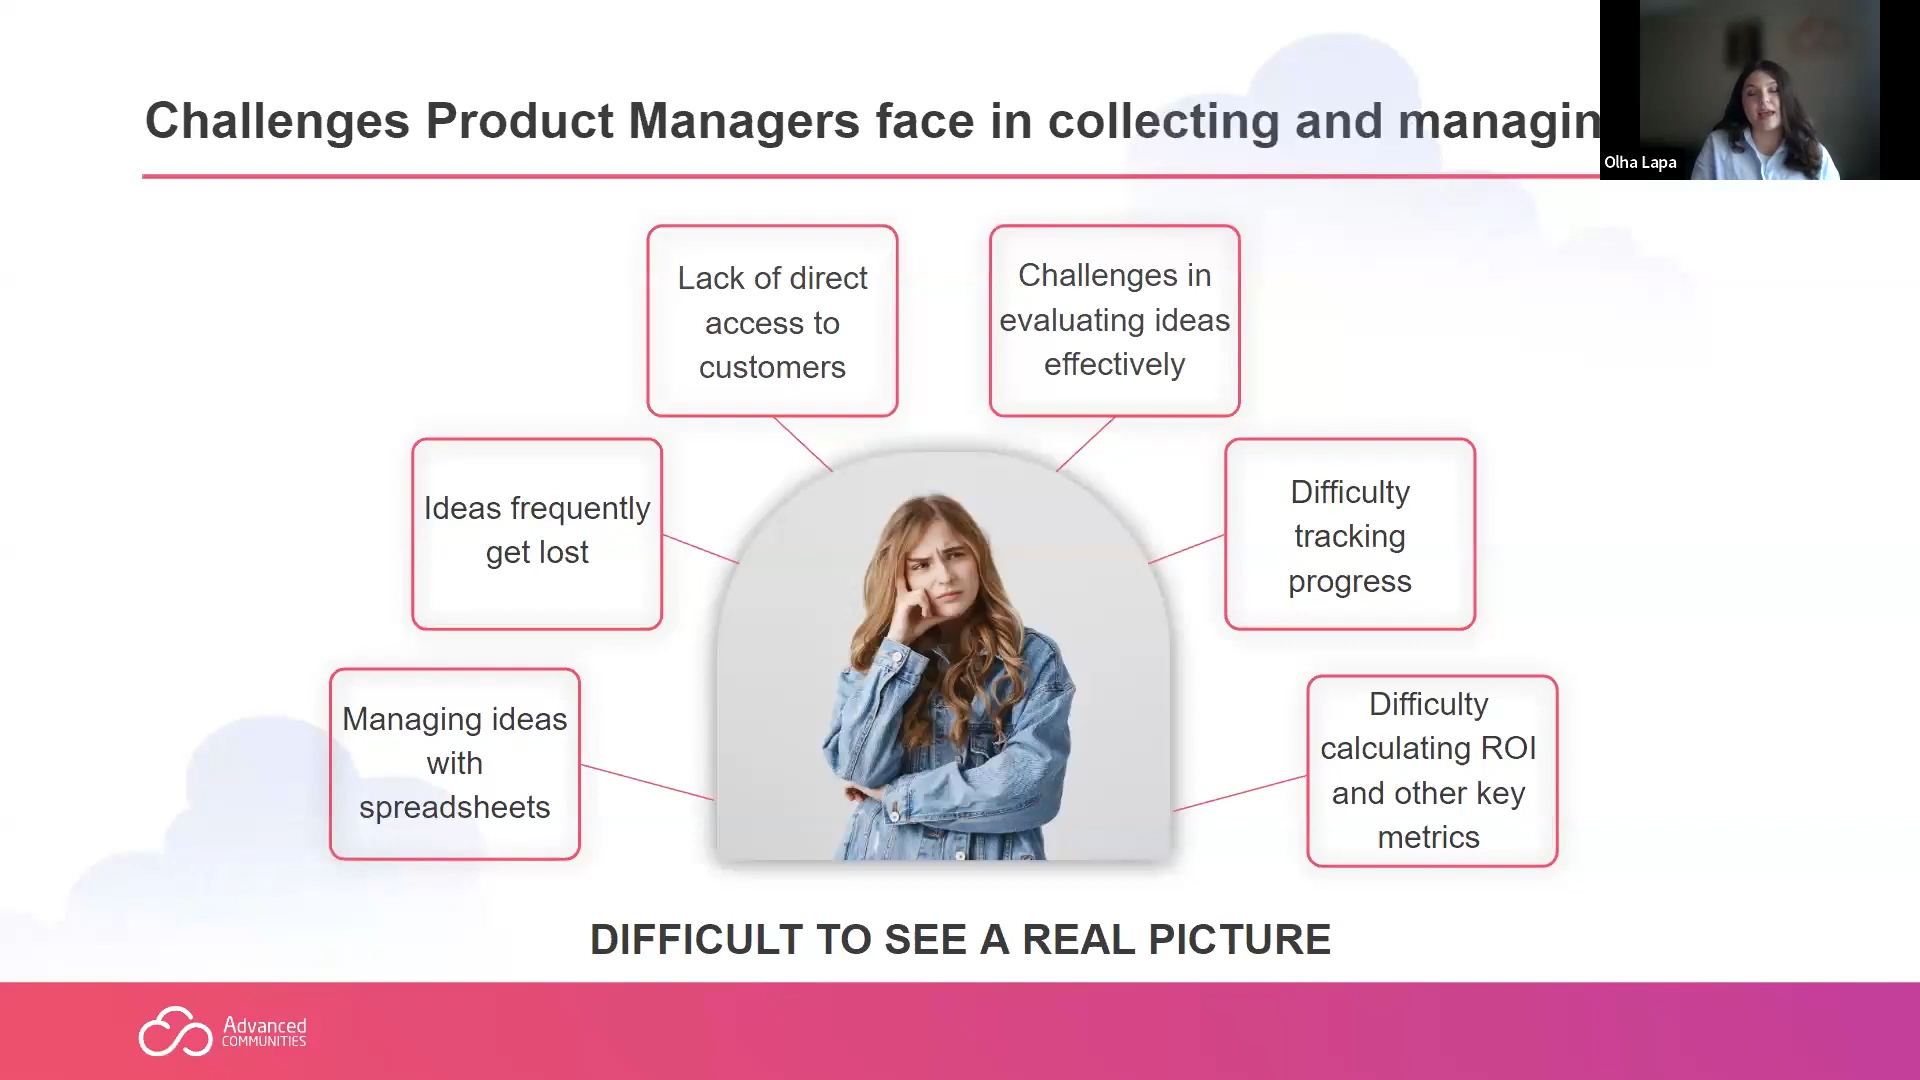 Challenges Product Managers face in collecting and managin
Olha Lapa
Lack of direct
access to
customers
Challenges in
evaluating ideas
effectively
Ideas frequently
get lost
Difficulty
tracking
progress
Managing ideas
with
spreadsheets
Difficulty
calculating ROI
and other key
metrics
DIFFICULT TO SEE A REAL PICTURE
Advanced
COMMUNITIES